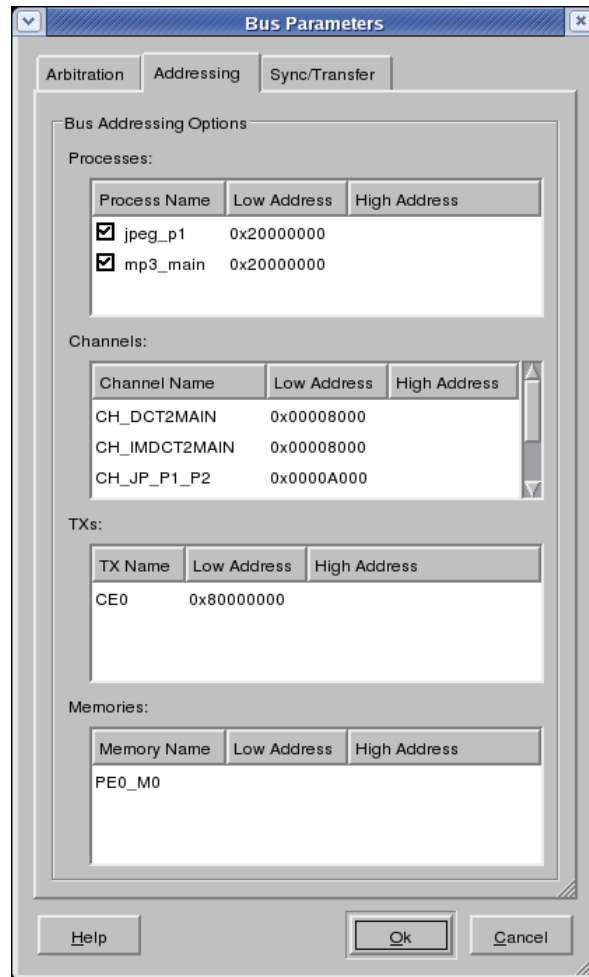 Bus Parameters
Arbitration Addressing Sync/Transfer
Bus Addressing Options
Processes:
Process Name Low Address High Address
jpeg_p1 0x20000000
mp3_main 0x20000000
Channels:
Channel Name Low Address High Address
CH_DCT2MAIN 0x00008000
CH_IMDCT2MAIN 0x00008000
CH_JP_P1_P2 0x0000A000
TXs:
TX Name Low Address High Address
CE0 0x80000000
Memories:
Memory Name Low Address High Address
PE0_M0
Help Ok Cancel